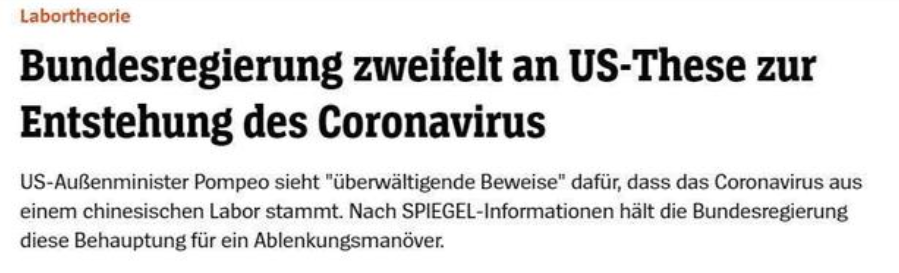 Labortheorie
Bundesregierung zweifelt an US-These zur
Entstehung des Coronavirus
US-Außenminister Pompeo sieht "überwältigende Beweise" dafür, dass das Coronavirus aus
einem chinesischen Labor stammt. Nach SPIEGEL-Informationen hält die Bundesregierung
diese Behauptung für ein Ablenkungsmanöver.